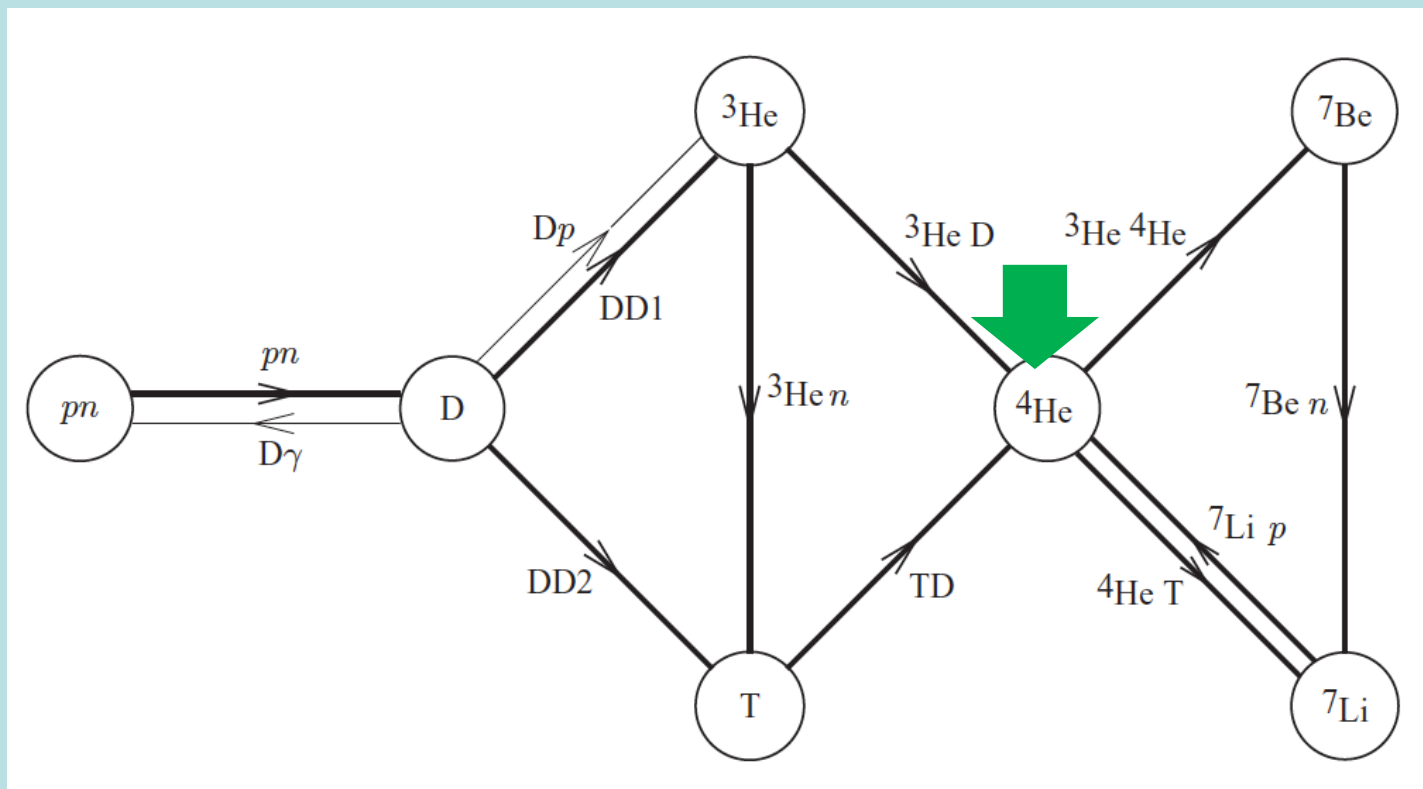 ³He
⁷Be
Dp
³He D
³He ⁴He
DD1
pn
pn
D
³He n
⁴He
⁷Be n
Dγ
⁷Li p
DD2
TD
⁴He T
T
⁷Li